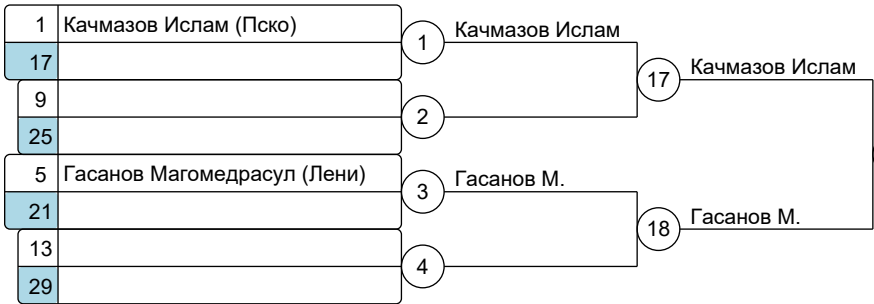 1 Качмазов Ислам (Пско)
17
1 Качмазов Ислам
9
25
2
17 Качмазов Ислам
5 Гасанов Магомедрасул (Лени)
21
3 Гасанов М.
13
29
4
18 Гасанов М.